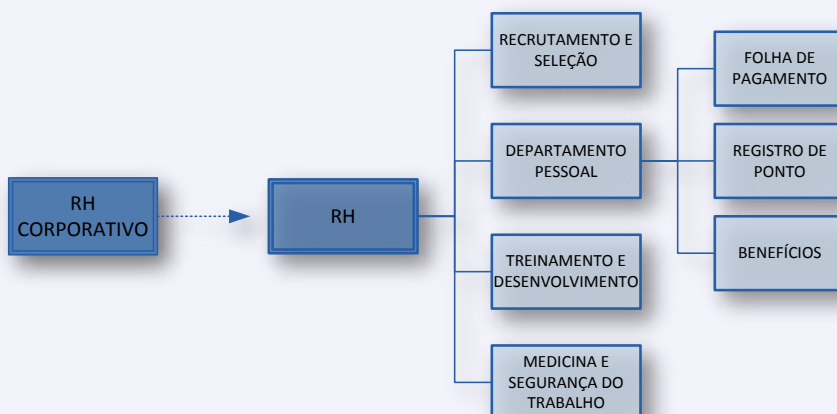 RH
CORPORATIVO
RH
RECRUTAMENTO E
SELEÇÃO
DEPARTAMENTO
PESSOAL
TREINAMENTO E
DESENVOLVIMENTO
MEDICINA E
SEGURANÇA DO
TRABALHO
FOLHA DE
PAGAMENTO
REGISTRO DE
PONTO
BENEFÍCIOS